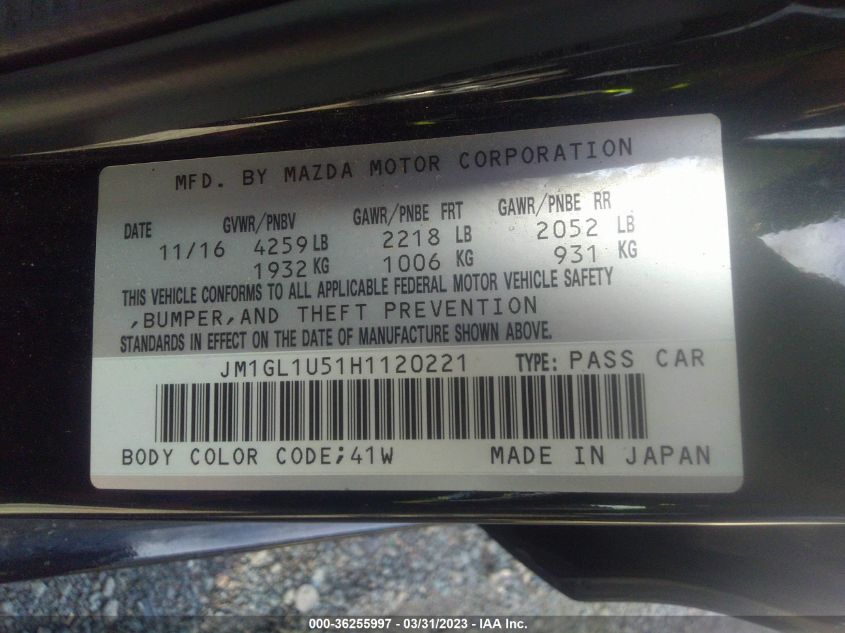 MFD. BY MAZDA MOTOR CORPORATION
DATE GVWR/PNBV GAWR/PNBE FRT GAWR/PNBE RR
11/16 4259 LB 2218 LB 2052 LB
1932 KG 1006 KG 931 KG
THIS VEHICLE CONFORMS TO ALL APPLICABLE FEDERAL MOTOR VEHICLE SAFETY
,BUMPER,AND THEFT PREVENTION
STANDARDS IN EFFECT ON THE DATE OF MANUFACTURE SHOWN ABOVE.
JM1GL1U51H1120221 TYPE: PASS CAR
BODY COLOR CODE;41W MADE IN JAPAN
000-36255997 - 03/31/2023 - IAA Inc.